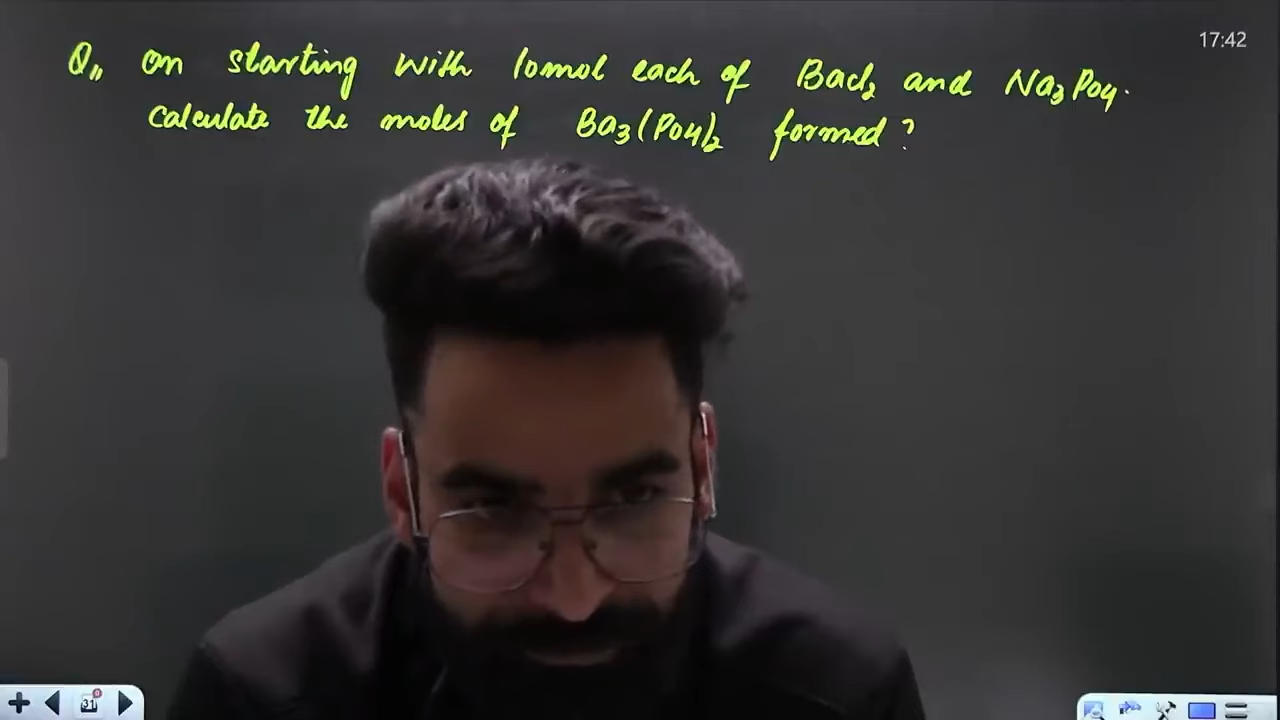 17:42
Q,, on starting with 10mol each of BaCl₂ and Na₃PO4.
Calculate the moles of Ba₃(PO4)₂ formed?
31